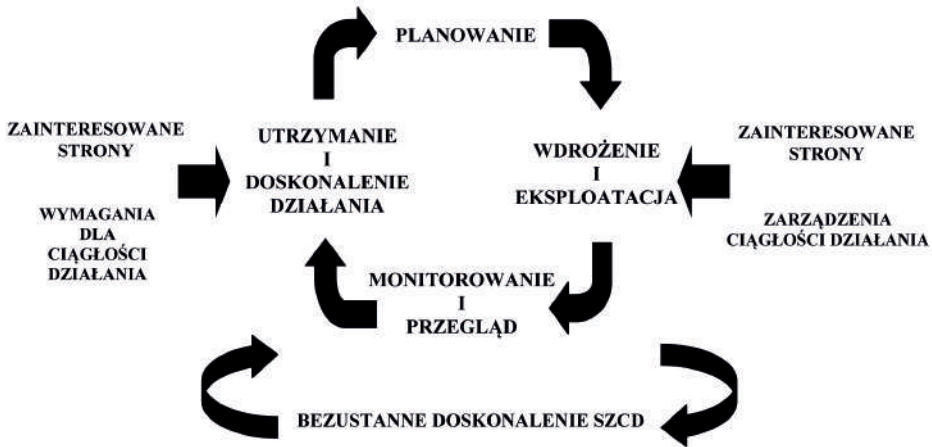 PLANOWANIE
ZAINTERESOWANE
STRONY
WYMAGANIA
DLA
CIĄGŁOŚCI
DZIAŁANIA
UTRZYMANIE
I
DOSKONALENIE
DZIAŁANIA
WDROŻENIE
I
EKSPLOATACJA
ZAINTERESOWANE
STRONY
ZARZĄDZENIA
CIĄGŁOŚCI DZIAŁANIA
MONITOROWANIE
I
PRZEGLĄD
BEZUSTANNE DOSKONALENIE SZCD